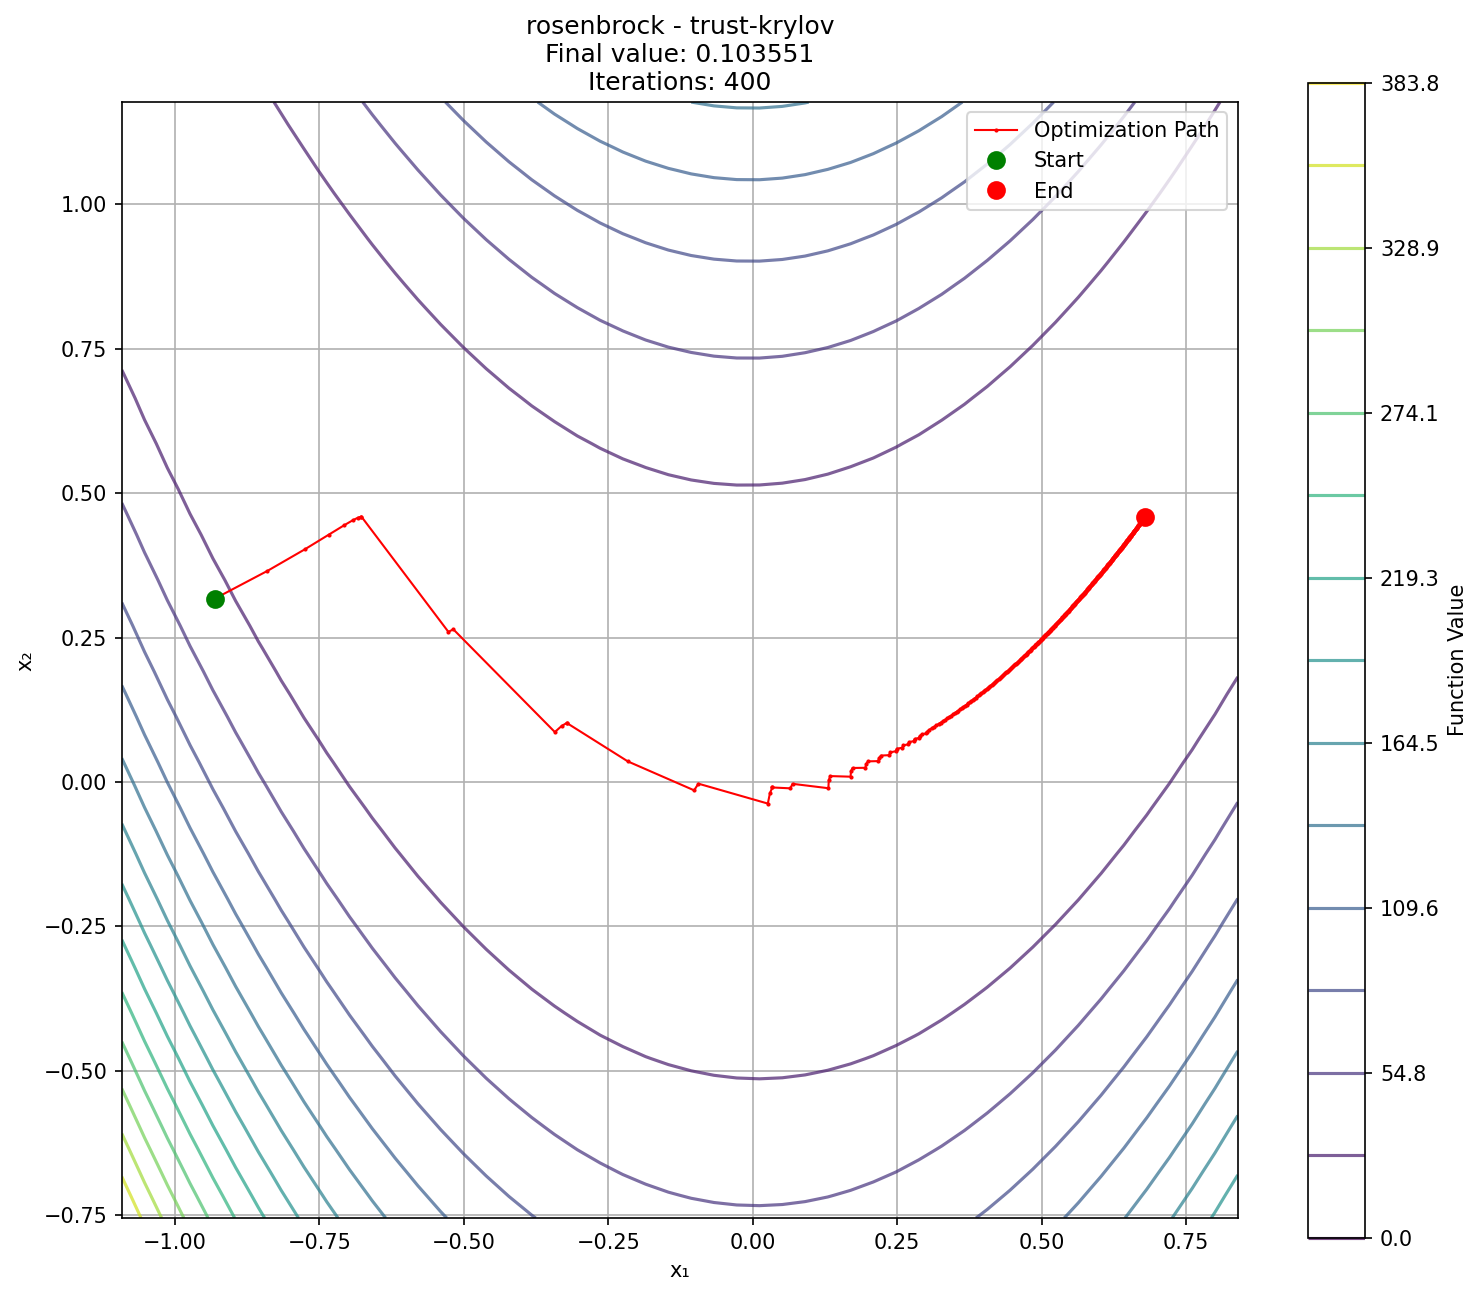 rosenbrock - trust-krylov
Final value: 0.103551
Iterations: 400
Optimization Path
Start
End
1.00
0.75
0.50
0.25
0.00
−0.25
−0.50
−0.75
x₂
−1.00
−0.75
−0.50
−0.25
0.00
0.25
0.50
0.75
x₁
383.8
328.9
274.1
219.3
164.5
109.6
54.8
0.0
Function Value